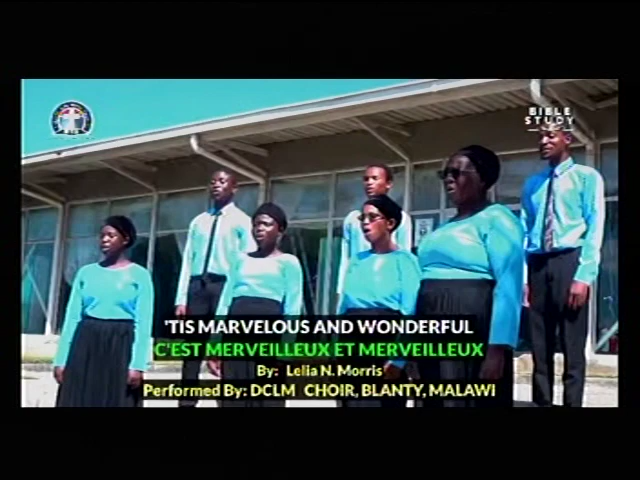 BIBLE
STUDY
'TIS MARVELOUS AND WONDERFUL
C'EST MERVEILLEUX ET MERVEILLEUX
By: Lelia N. Morris
Performed By: DCLM CHOIR, BLANTY, MALAWI